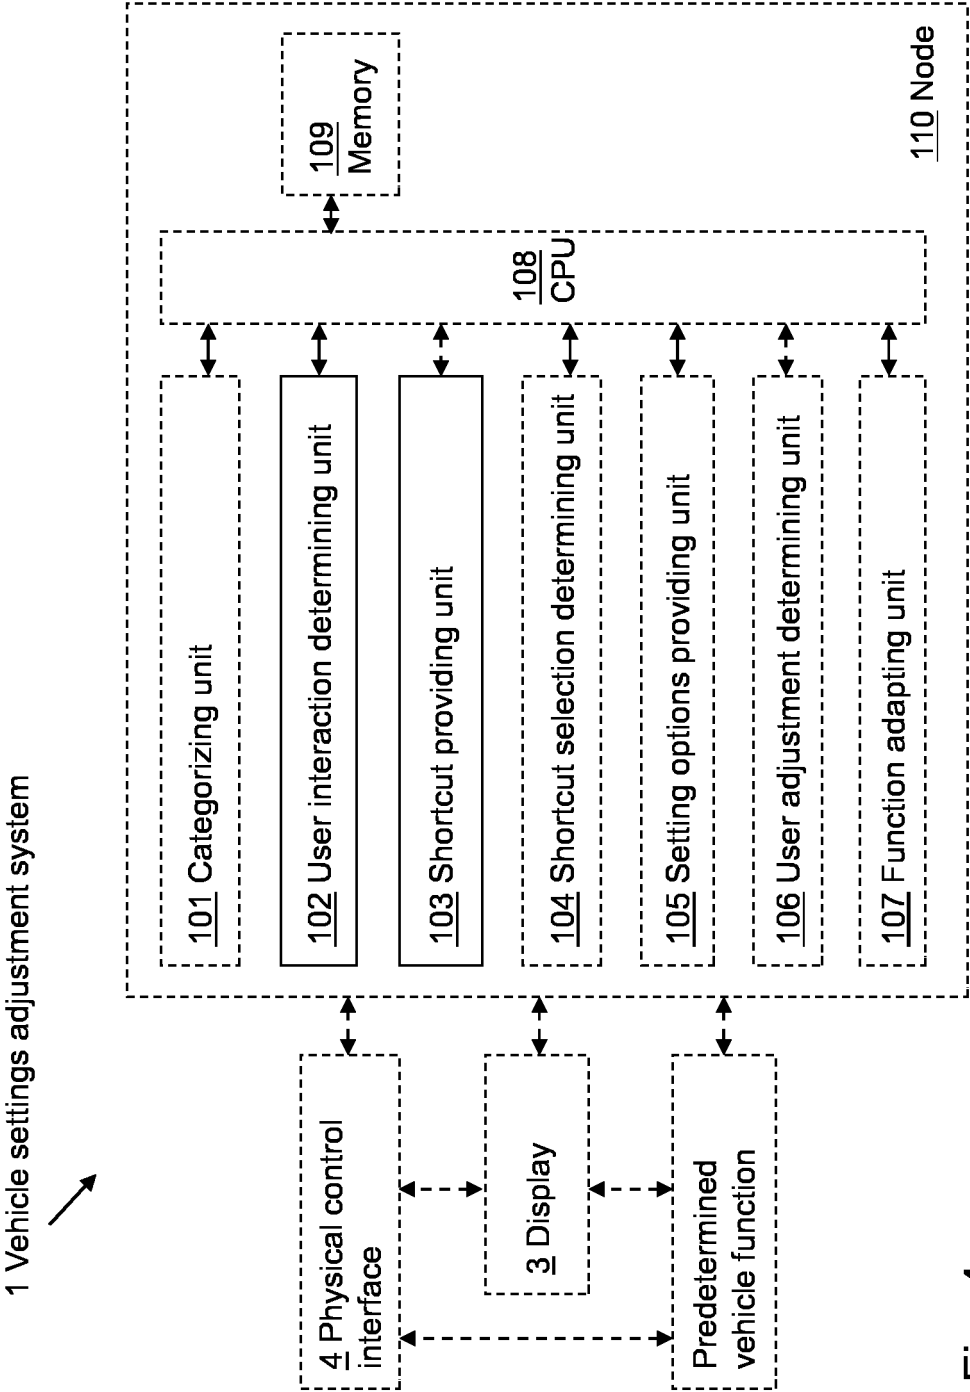 1 Vehicle settings adjustment system
4 Physical control
interface
3 Display
Predetermined
vehicle function
101 Categorizing unit
102 User interaction determining unit
103 Shortcut providing unit
104 Shortcut selection determining unit
105 Setting options providing unit
106 User adjustment determining unit
107 Function adapting unit
108
CPU
109
Memory
110 Node